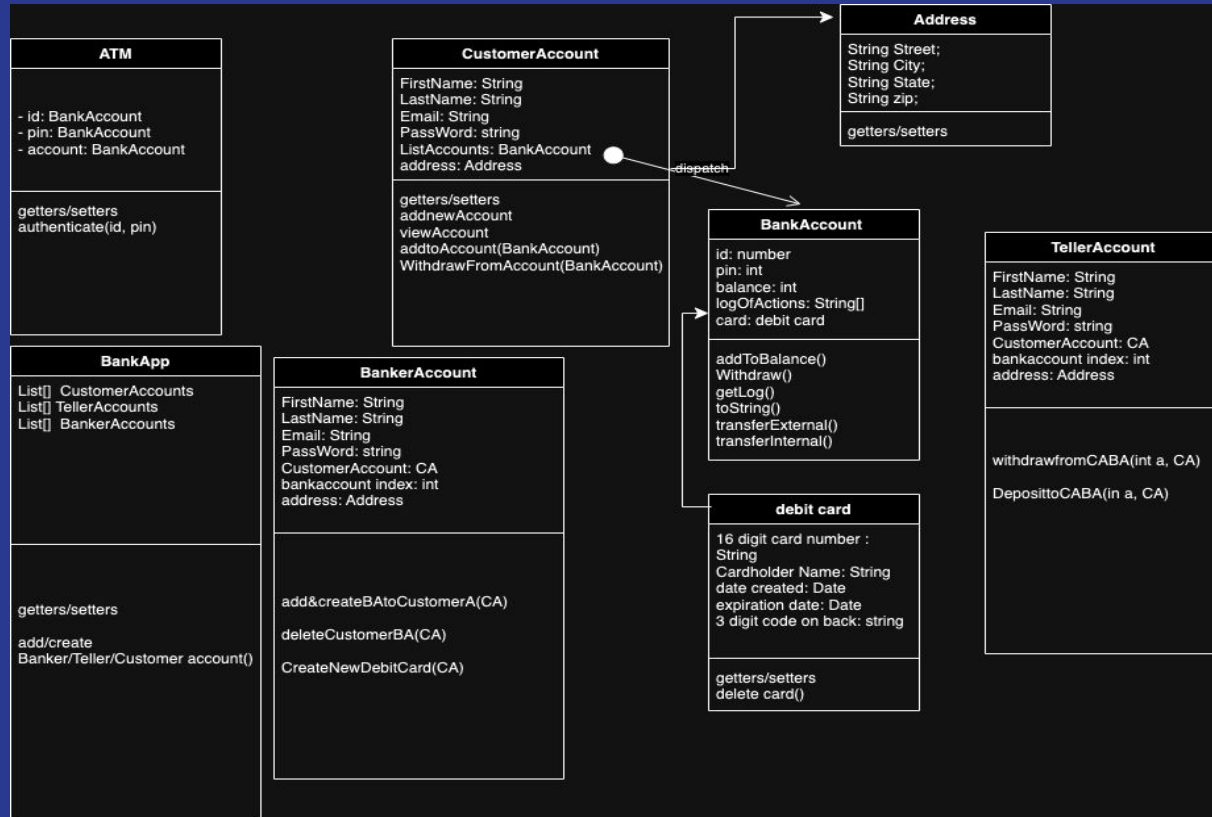 ATM
- id: BankAccount
- pin: BankAccount
- account: BankAccount
getters/setters
authenticate(id, pin)
CustomerAccount
FirstName: String
LastName: String
Email: String
PassWord: string
ListAccounts: BankAccount
address: Address
getters/setters
addnewAccount
viewAccount
addtoAccount(BankAccount)
WithdrawFromAccount(BankAccount)
dispatch
Address
String Street;
String City;
String State;
String zip;
getters/setters
BankAccount
id: number
pin: int
balance: int
logOfActions: String[]
card: debit card
addToBalance()
Withdraw()
getLog()
toString()
transferExternal()
transferInternal()
TellerAccount
FirstName: String
LastName: String
Email: String
PassWord: string
CustomerAccount: CA
bankaccount index: int
address: Address
withdrawfromCABA(int a, CA)
DeposittoCABA(in a, CA)
BankApp
List[] CustomerAccounts
List[] TellerAccounts
List[] BankerAccounts
getters/setters
add/create
Banker/Teller/Customer account()
BankerAccount
FirstName: String
LastName: String
Email: String
PassWord: string
CustomerAccount: CA
bankaccount index: int
address: Address
add&createBAtoCustomerA(CA)
deleteCustomerBA(CA)
CreateNewDebitCard(CA)
debit card
16 digit card number :
String
Cardholder Name: String
date created: Date
expiration date: Date
3 digit code on back: string
getters/setters
delete card()